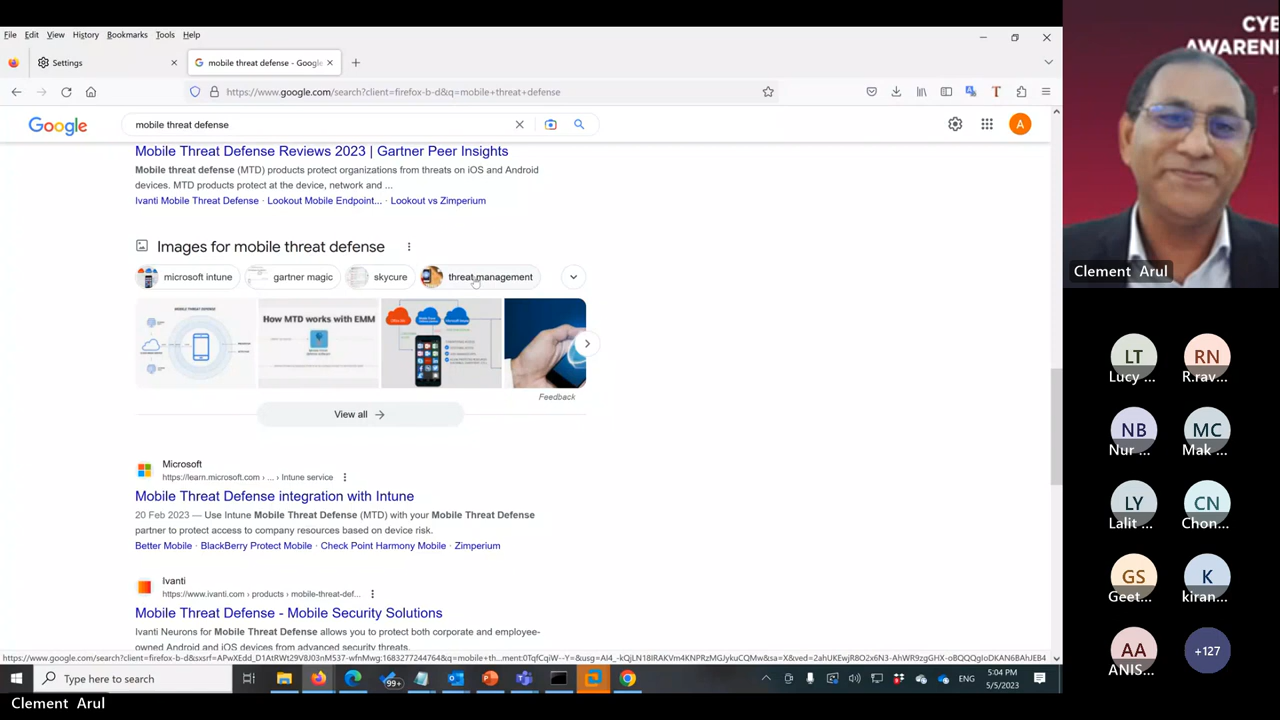 File Edit View History Bookmarks Tools Help
Settings
mobile threat defense - Google
https://www.google.com/search?client=firefox-b-d&q=mobile+threat+defense
Google
mobile threat defense
A
Mobile Threat Defense Reviews 2023 | Gartner Peer Insights
Mobile threat defense (MTD) products protect organizations from threats on iOS and Android
devices. MTD products protect at the device, network and ...
Ivanti Mobile Threat Defense · Lookout Mobile Endpoint... · Lookout vs Zimperium
Images for mobile threat defense
microsoft intune
gartner magic
skycure
threat management
MOBILE THREAT DEFENSE
How MTD works with EMM
Feedback
View all
Microsoft
https://learn.microsoft.com › ... › Intune service
Mobile Threat Defense integration with Intune
20 Feb 2023 — Use Intune Mobile Threat Defense (MTD) with your Mobile Threat Defense
partner to protect access to company resources based on device risk.
Better Mobile · BlackBerry Protect Mobile · Check Point Harmony Mobile · Zimperium
Ivanti
https://www.ivanti.com › products › mobile-threat-def...
Mobile Threat Defense - Mobile Security Solutions
Ivanti Neurons for Mobile Threat Defense allows you to protect both corporate and employee-
owned Android and iOS devices from advanced security threats.
Type here to search
99+
ENG
5:04 PM
5/5/2023
CYB
AWARENE
Clement Arul
LT
Lucy ...
RN
R.rav...
NB
Nur ...
MC
Mak ...
LY
Lalit ...
CN
Chon...
GS
Geet...
K
kiran...
AA
ANIS...
+127
Clement Arul